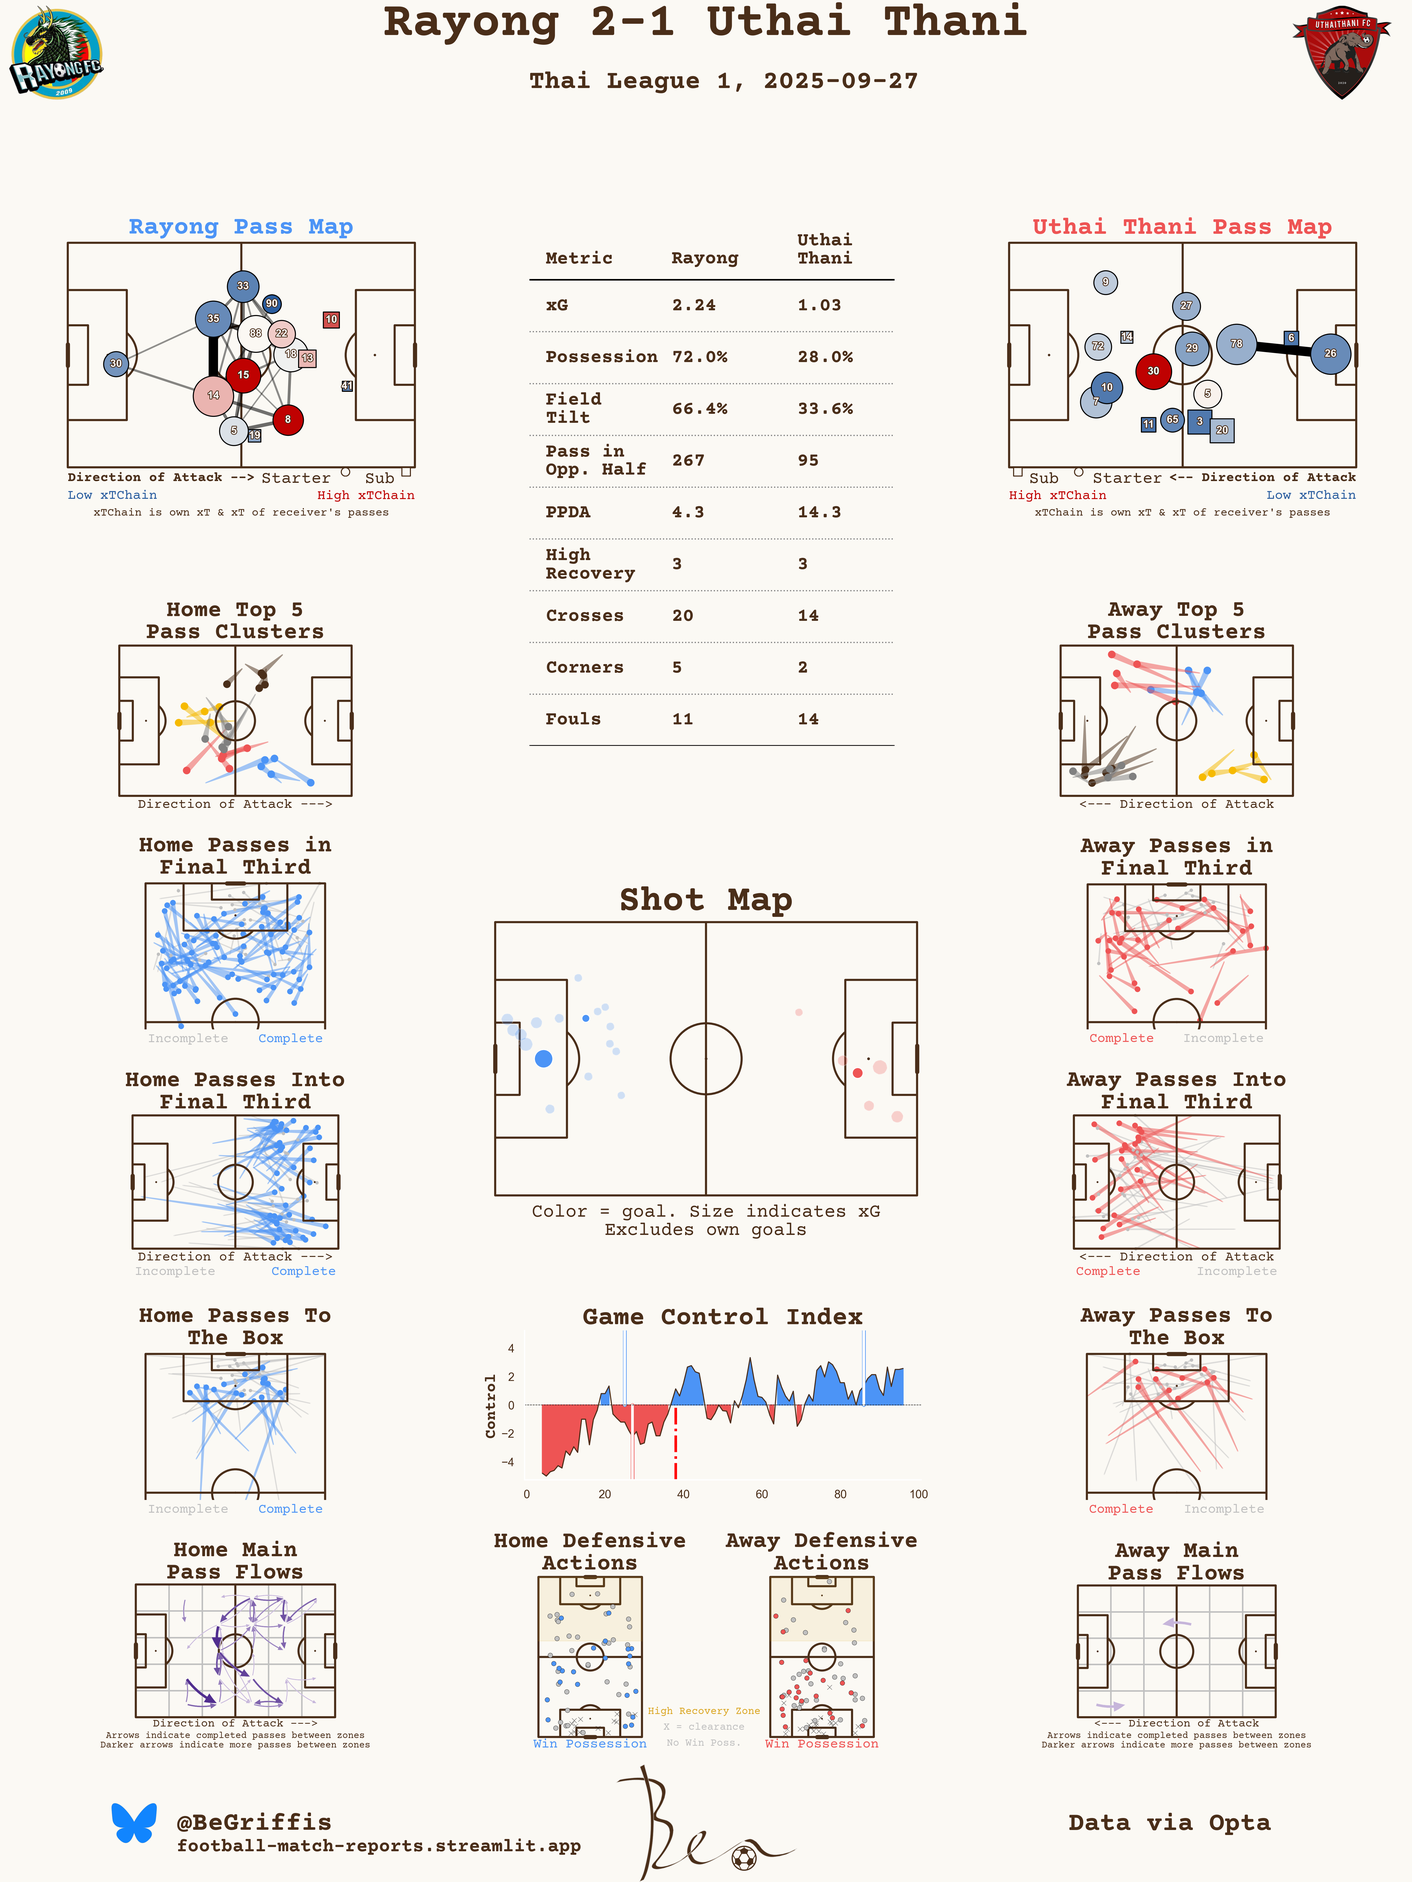 Rayong 2-1 Uthai Thani
Thai League 1, 2025-09-27
RAYONG FC.
2009
UTHAITHANI FC
Rayong Pass Map
33
90
35
10
88
22
18
13
30
15
14
8
41
5
19
Direction of Attack --> Starter Sub
Low xTChain High xTChain
xTChain is own xT & xT of receiver's passes
Metric Rayong Uthai Thani
xG 2.24 1.03
Possession 72.0% 28.0%
Field Tilt 66.4% 33.6%
Pass in Opp. Half 267 95
PPDA 4.3 14.3
High Recovery 3 3
Crosses 20 14
Corners 5 2
Fouls 11 14
Uthai Thani Pass Map
9
27
14
6
72
29
78
26
30
10
7
5
11
65
3
20
Sub Starter <-- Direction of Attack
High xTChain Low xTChain
xTChain is own xT & xT of receiver's passes
Home Top 5
Pass Clusters
Direction of Attack --->
Away Top 5
Pass Clusters
<--- Direction of Attack
Home Passes in
Final Third
Incomplete Complete
Away Passes in
Final Third
Complete Incomplete
Shot Map
Color = goal. Size indicates xG
Excludes own goals
Home Passes Into
Final Third
Direction of Attack --->
Incomplete Complete
Away Passes Into
Final Third
<--- Direction of Attack
Complete Incomplete
Home Passes To
The Box
Incomplete Complete
Game Control Index
Control
4
2
0
−2
−4
0 20 40 60 80 100
Away Passes To
The Box
Complete Incomplete
Home Main
Pass Flows
Direction of Attack --->
Arrows indicate completed passes between zones
Darker arrows indicate more passes between zones
Home Defensive
Actions
Win Possession
High Recovery Zone
X = clearance
No Win Poss.
Away Defensive
Actions
Win Possession
Away Main
Pass Flows
<--- Direction of Attack
Arrows indicate completed passes between zones
Darker arrows indicate more passes between zones
@BeGriffis
football-match-reports.streamlit.app
Ben
Data via Opta